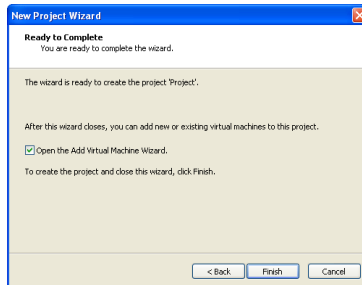 New Project Wizard
Ready to Complete
You are ready to complete the wizard.
The wizard is ready to create the project 'Project'.
After this wizard closes, you can add new or existing virtual machines to this project.
Open the Add Virtual Machine Wizard.
To create the project and close this wizard, click Finish.
< Back Finish Cancel